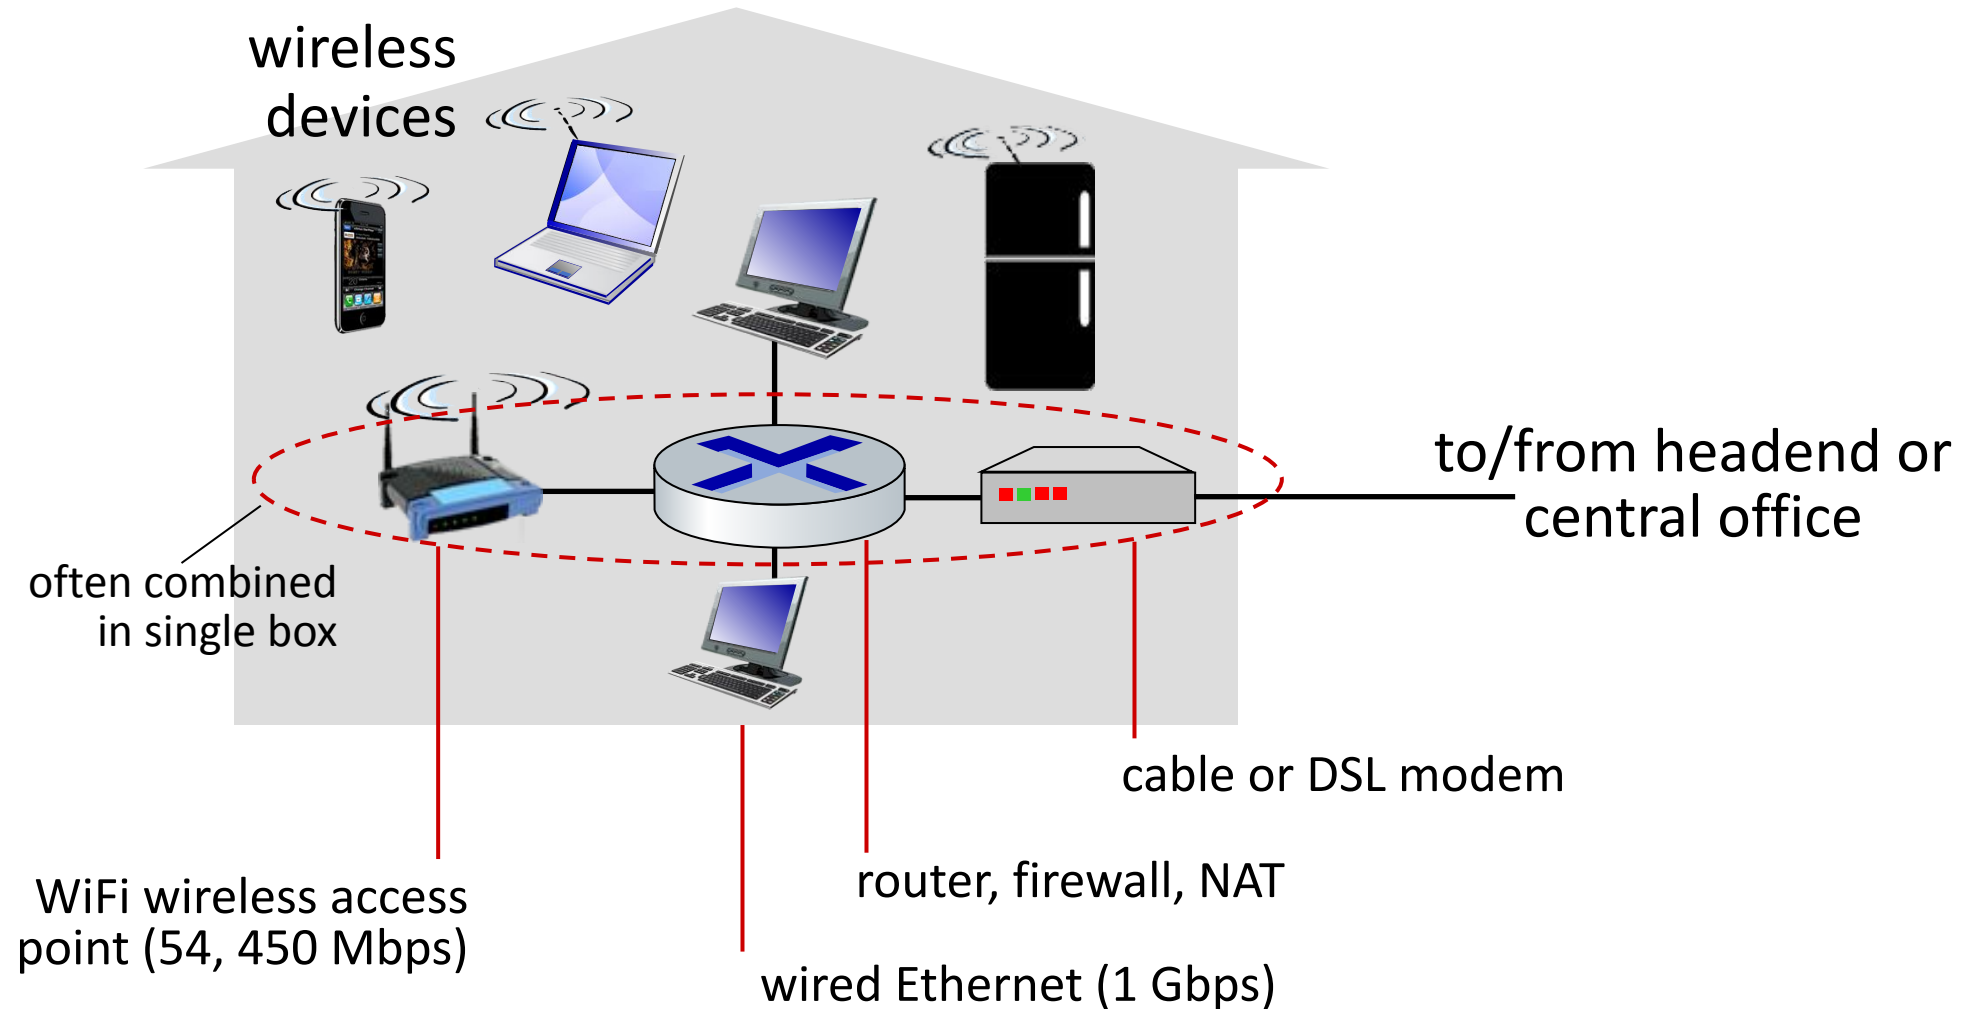 wireless
devices
to/from headend or
central office
often combined
in single box
cable or DSL modem
router, firewall, NAT
WiFi wireless access
point (54, 450 Mbps)
wired Ethernet (1 Gbps)